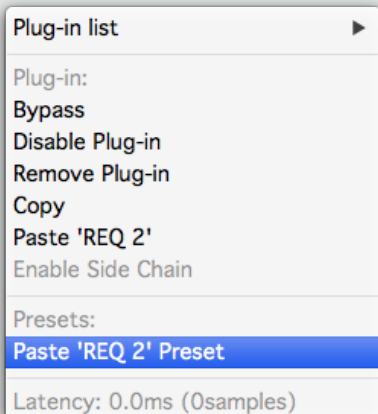 Plug-in list
Plug-in:
Bypass
Disable Plug-in
Remove Plug-in
Copy
Paste 'REQ 2'
Enable Side Chain
Presets:
Paste 'REQ 2' Preset
Latency: 0.0ms (0samples)